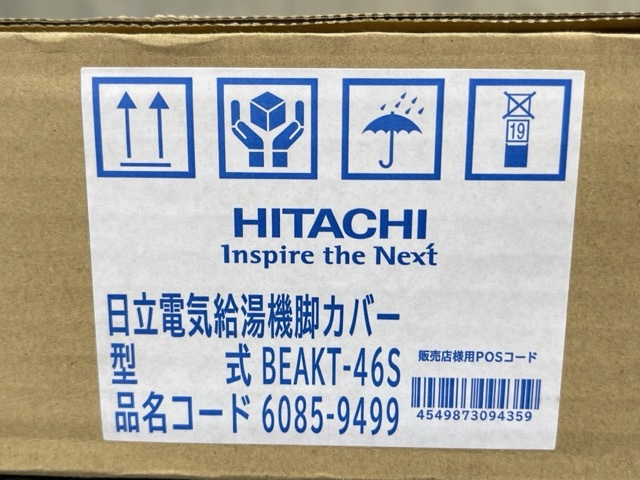 19
HITACHI
Inspire the Next
日立電気給湯機脚カバー
型 式 BEAKT-46S
品名コード 6085-9499
販売店様用POSコード
4549873094359